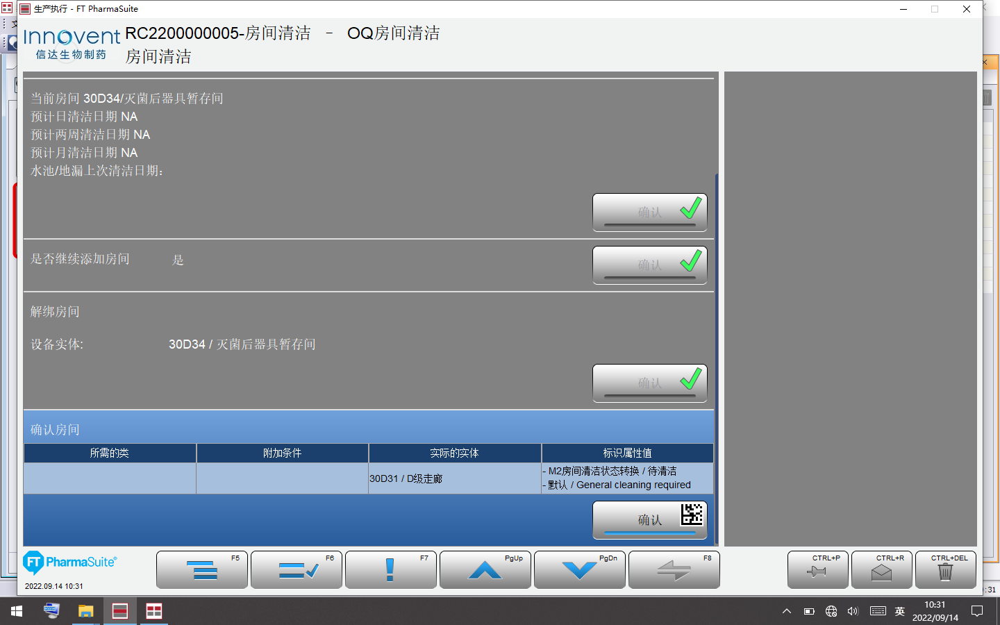 生产执行 - FT PharmaSuite
Innovent
信达生物制药
RC2200000005-房间清洁 - OQ房间清洁
房间清洁
当前房间 30D34/灭菌后器具暂存间
预计日清洁日期 NA
预计两周清洁日期 NA
预计月清洁日期 NA
水池/地漏上次清洁日期:
确认
是否继续添加房间 是
确认
解绑房间
设备实体: 30D34 / 灭菌后器具暂存间
确认
确认房间
所需的类 附加条件 实际的实体 标识属性值
30D31 / D级走廊
- M2房间清洁状态转换 / 待清洁
- 默认 / General cleaning required
确认
FT PharmaSuite®
F5 F6 F7 PgUp PgDn F8 CTRL+P CTRL+R CTRL+DEL
2022.09.14 10:31
:31
英
10:31
2022/09/14